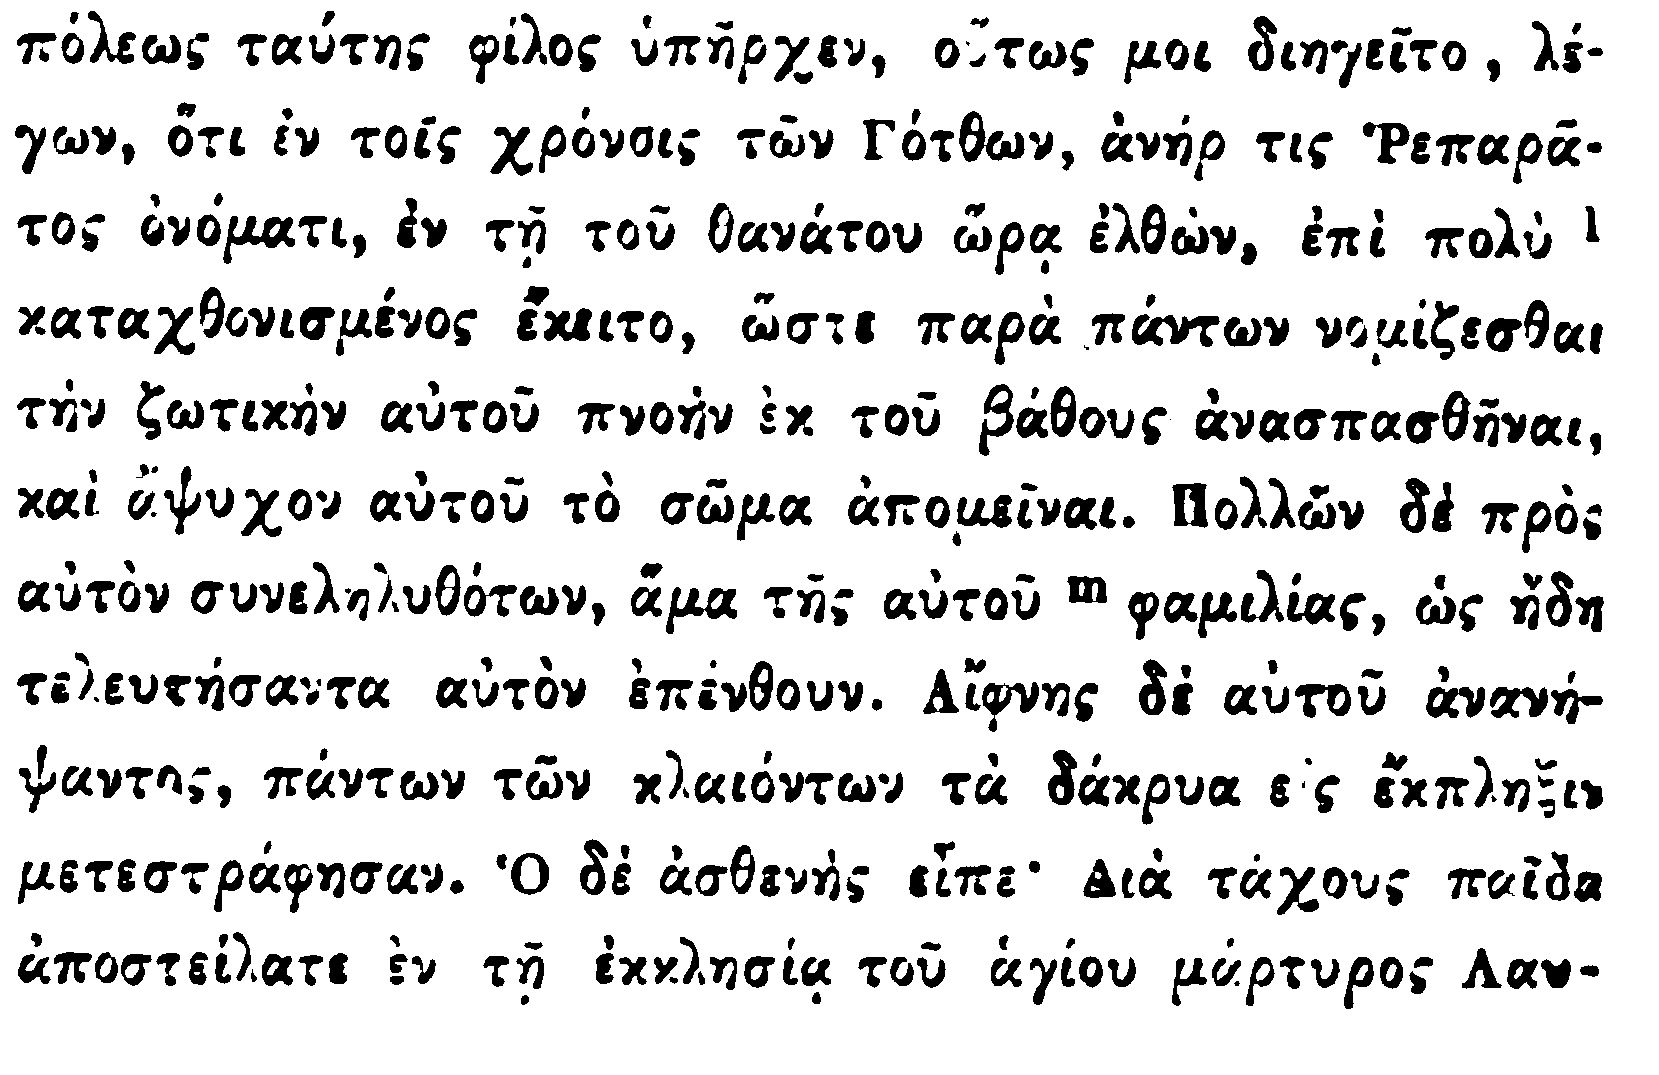 πόλεως ταύτης φίλος ὑπῆρχεν, οὕτως μοι διηγεῖτο, λέ-
γων, ὅτι ἐν τοῖς χρόνοις τῶν Γότθων, ἀνήρ τις Ῥεπαρᾶ-
τος ὀνόματι, ἐν τῇ τοῦ θανάτου ὥρᾳ ἐλθὼν, ἐπὶ πολὺ l
καταχθονισμένος ἔκειτο, ὥστε παρὰ πάντων νομίζεσθαι
τὴν ζωτικὴν αὐτοῦ πνοὴν ἐκ τοῦ βάθους ἀνασπασθῆναι,
καὶ ἄψυχον αὐτοῦ τὸ σῶμα ἀπομεῖναι. Πολλῶν δὲ πρὸς
αὐτὸν συνεληλυθότων, ἅμα τῆς αὐτοῦ m φαμιλίας, ὡς ἤδη
τελευτήσαντα αὐτὸν ἐπένθουν. Αἴφνης δὲ αὐτοῦ ἀνανή-
ψαντος, πάντων τῶν κλαιόντων τὰ δάκρυα εἰς ἔκπληξιν
μετεστράφησαν. Ὁ δὲ ἀσθενὴς εἶπε· Διὰ τάχους παῖδα
ἀποστείλατε ἐν τῇ ἐκκλησίᾳ τοῦ ἁγίου μάρτυρος Λαυ-